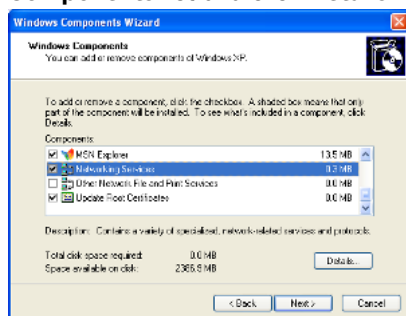 Windows Components Wizard
Windows Components
You can add or remove components of Windows XP.
To add or remove a component, click the checkbox. A shaded box means that only
part of the component will be installed. To see what's included in a component, click
Details.
Components:
MSN Explorer 13.5 MB
Networking Services 0.3 MB
Other Network File and Print Services 0.0 MB
Update Root Certificates 0.0 MB
Description: Contains a variety of specialized, network-related services and protocols.
Total disk space required: 0.0 MB
Space available on disk: 2386.9 MB
Details...
< Back Next > Cancel